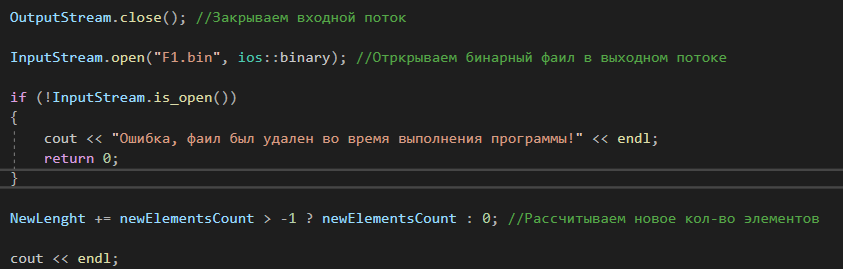 OutputStream.close(); //Закрываем входной поток
InputStream.open("F1.bin", ios::binary); //Отркрываем бинарный фаил в выходном потоке
if (!InputStream.is_open())
{
cout << "Ошибка, фаил был удален во время выполнения программы!" << endl;
return 0;
}
NewLenght += newElementsCount > -1 ? newElementsCount : 0; //Рассчитываем новое кол-во элементов
cout << endl;